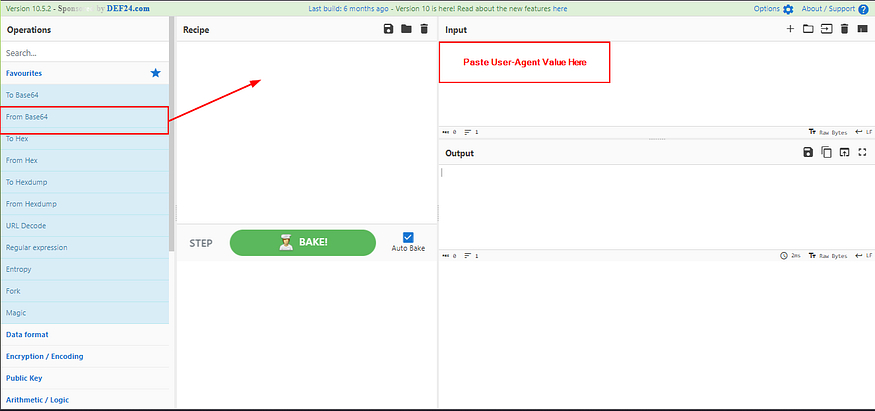 Version 10.5.2 - Sponsored by DEF24.com
Last build: 6 months ago - Version 10 is here! Read about the new features here
Options
About / Support
Operations
Search...
Favourites
To Base64
From Base64
To Hex
From Hex
To Hexdump
From Hexdump
URL Decode
Regular expression
Entropy
Fork
Magic
Data format
Encryption / Encoding
Public Key
Arithmetic / Logic
Recipe
STEP
BAKE!
Auto Bake
Input
Paste User-Agent Value Here
0
1
Raw Bytes
LF
Output
0
1
2ms
Raw Bytes
LF